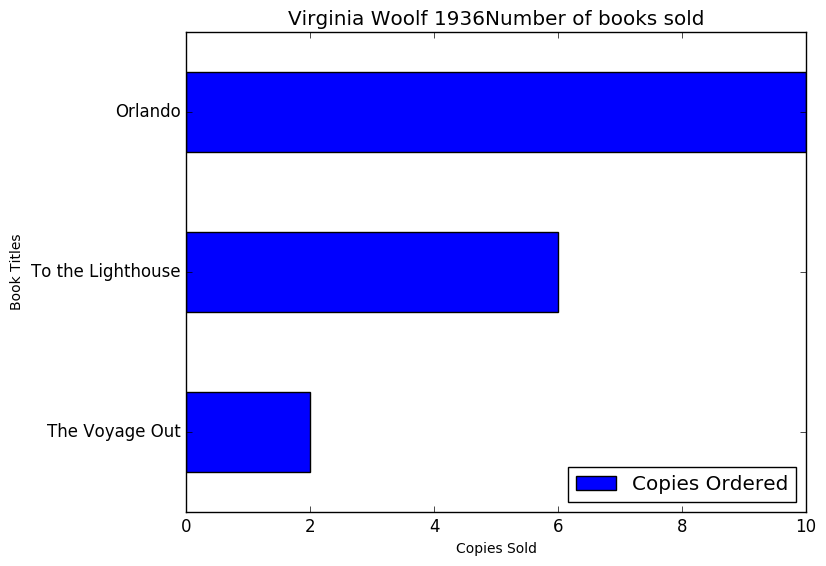 Virginia Woolf 1936Number of books sold
Book Titles
Orlando
To the Lighthouse
The Voyage Out
Copies Ordered
0 2 4 6 8 10
Copies Sold